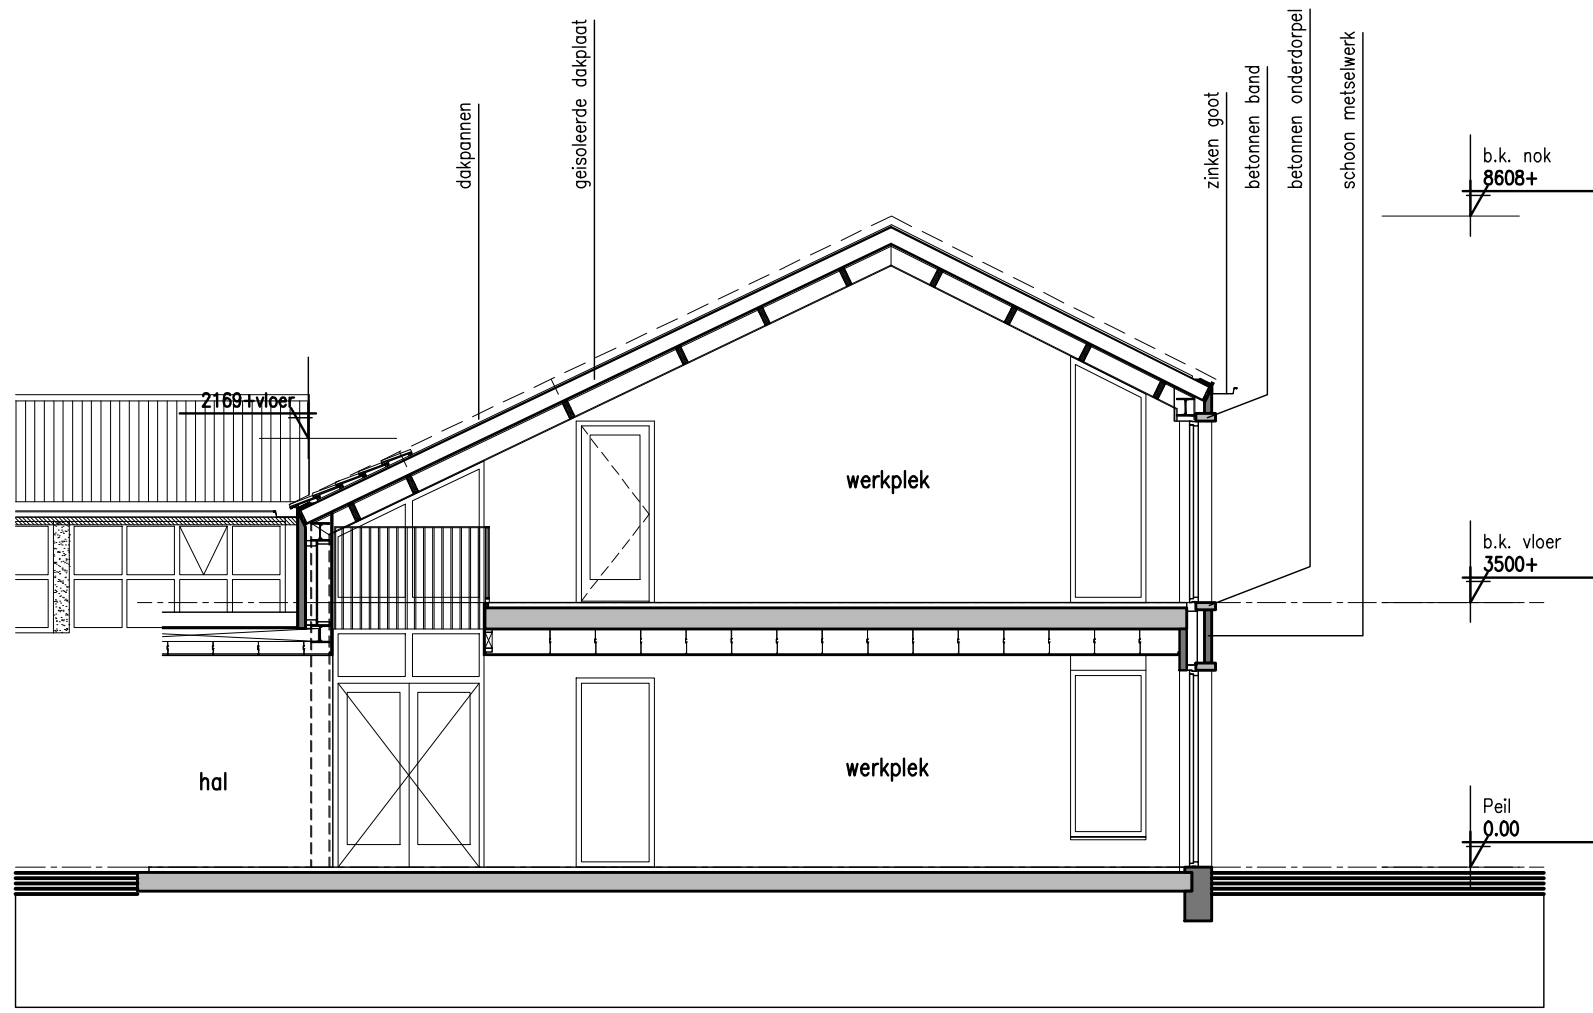 dakpannen
geisoleerde dakplaat
zinken goot
betonnen band
betonnen onderdorpel
schoon metselwerk
b.k. nok
8608+
2169+vloer
werkplek
b.k. vloer
3500+
hal
werkplek
Peil
0.00